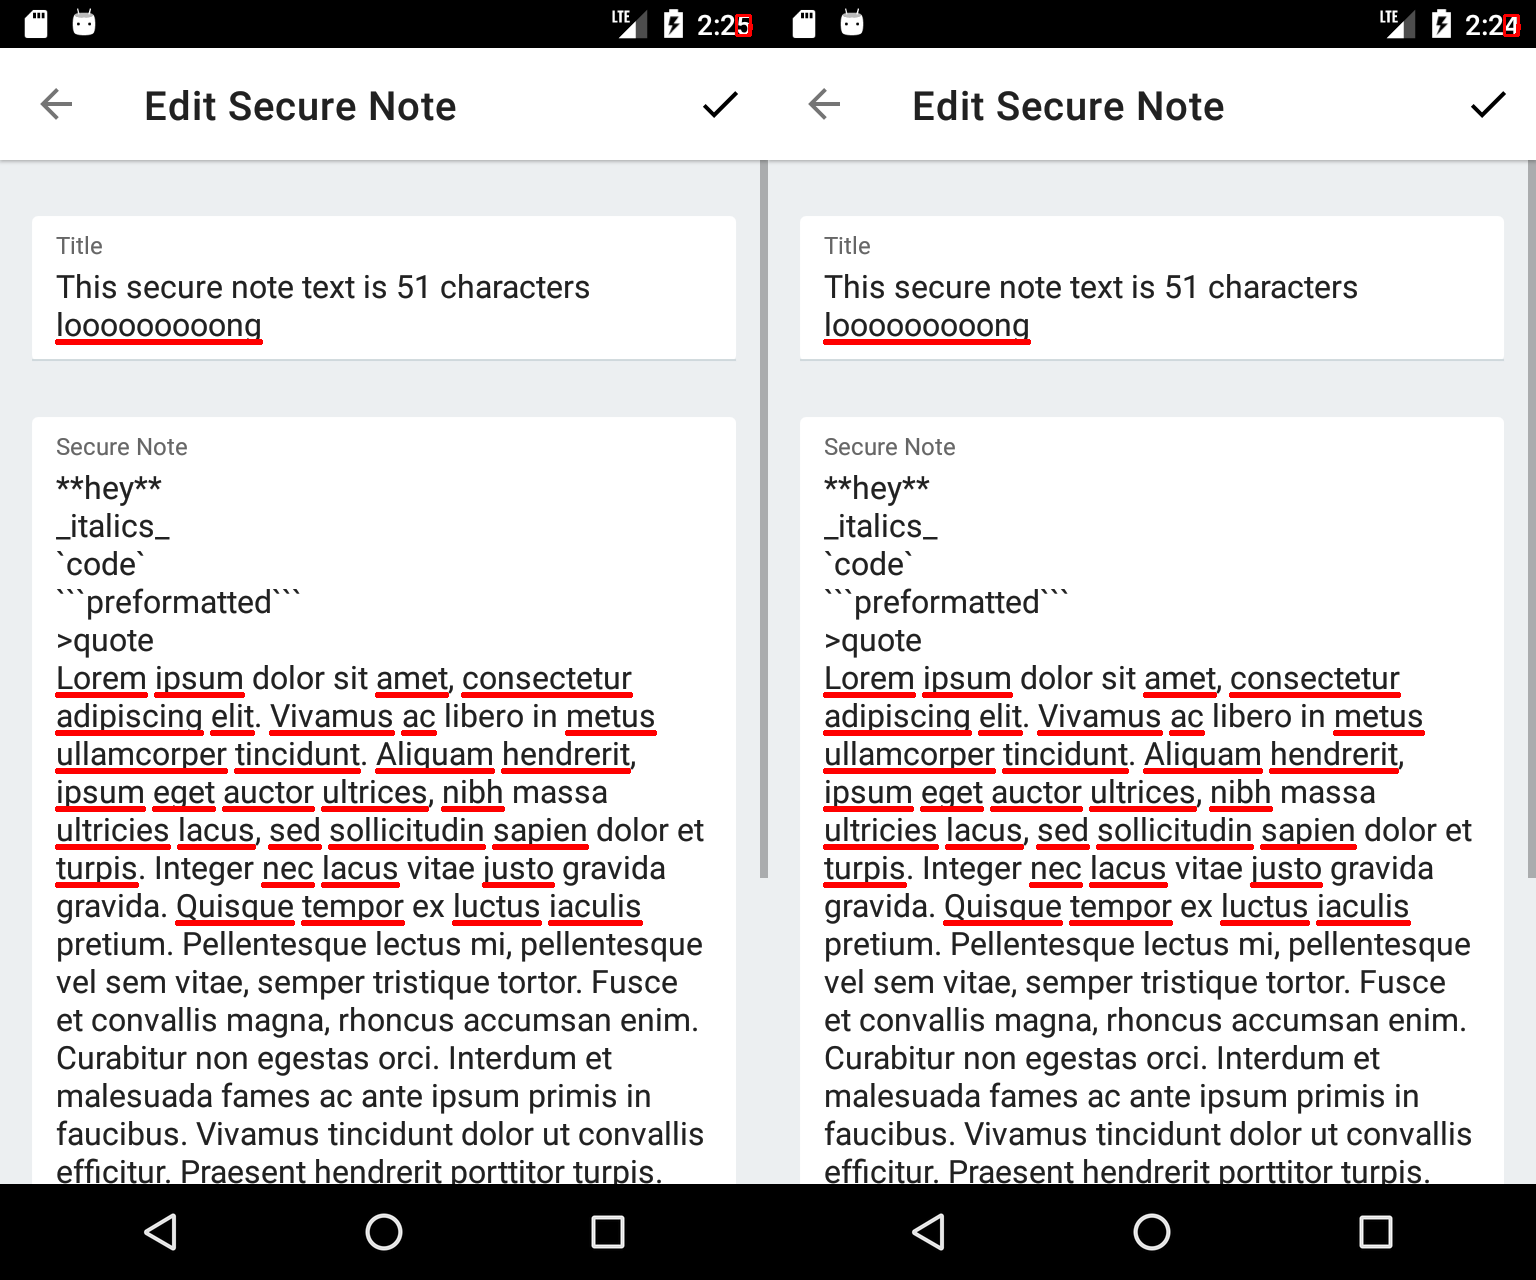 LTE 2:25
Edit Secure Note
Title
This secure note text is 51 characters
looooooooong
Secure Note
**hey**
_italics_
`code`
```preformatted```
>quote
Lorem ipsum dolor sit amet, consectetur
adipiscing elit. Vivamus ac libero in metus
ullamcorper tincidunt. Aliquam hendrerit,
ipsum eget auctor ultrices, nibh massa
ultricies lacus, sed sollicitudin sapien dolor et
turpis. Integer nec lacus vitae justo gravida
gravida. Quisque tempor ex luctus iaculis
pretium. Pellentesque lectus mi, pellentesque
vel sem vitae, semper tristique tortor. Fusce
et convallis magna, rhoncus accumsan enim.
Curabitur non egestas orci. Interdum et
malesuada fames ac ante ipsum primis in
faucibus. Vivamus tincidunt dolor ut convallis
efficitur. Praesent hendrerit porttitor turpis.
LTE 2:24
Edit Secure Note
Title
This secure note text is 51 characters
looooooooong
Secure Note
**hey**
_italics_
`code`
```preformatted```
>quote
Lorem ipsum dolor sit amet, consectetur
adipiscing elit. Vivamus ac libero in metus
ullamcorper tincidunt. Aliquam hendrerit,
ipsum eget auctor ultrices, nibh massa
ultricies lacus, sed sollicitudin sapien dolor et
turpis. Integer nec lacus vitae justo gravida
gravida. Quisque tempor ex luctus iaculis
pretium. Pellentesque lectus mi, pellentesque
vel sem vitae, semper tristique tortor. Fusce
et convallis magna, rhoncus accumsan enim.
Curabitur non egestas orci. Interdum et
malesuada fames ac ante ipsum primis in
faucibus. Vivamus tincidunt dolor ut convallis
efficitur. Praesent hendrerit porttitor turpis.